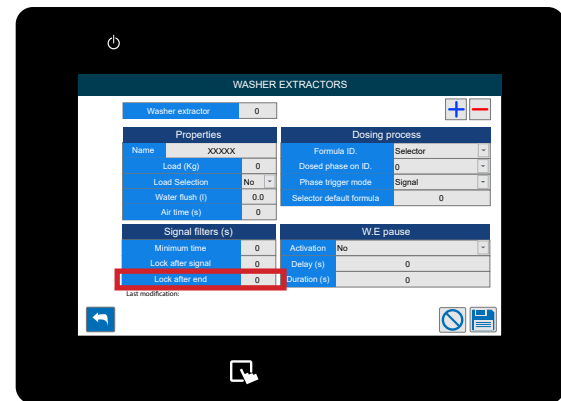 WASHER EXTRACTORS
Washer extractor 0
Properties
Name XXXXX
Load (Kg) 0
Load Selection No
Water flush (l) 0.0
Air time (s) 0
Dosing process
Formula ID. Selector
Dosed phase on ID. 0
Phase trigger mode Signal
Selector default formula 0
Signal filters (s)
Minimum time 0
Lock after signal 0
Lock after end 0
W.E pause
Activation No
Delay (s) 0
Duration (s) 0
Last modification: